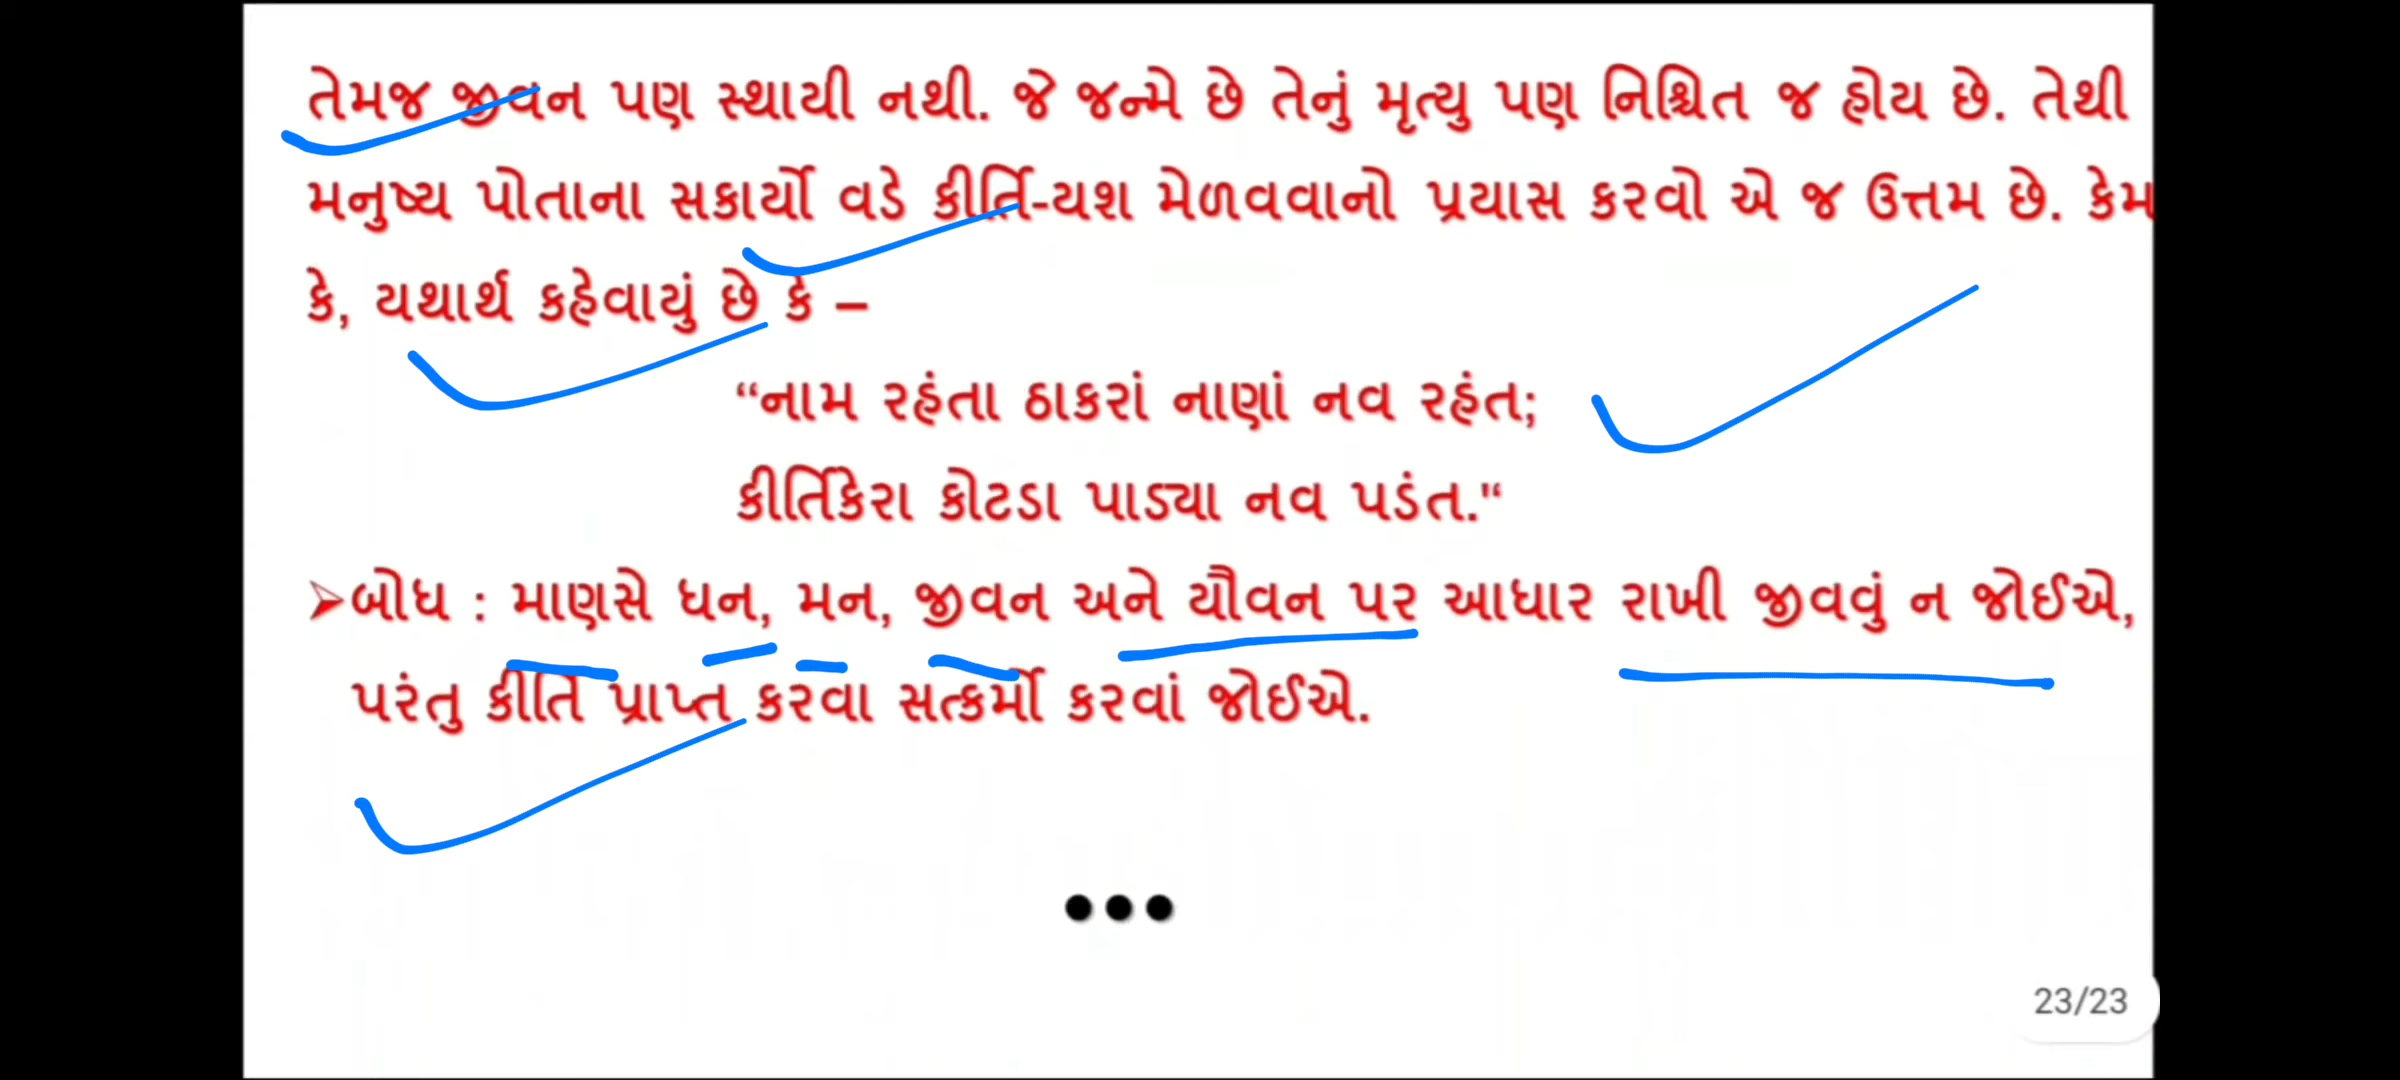 તેમજ જીવન પણ સ્થાયી નથી. જે જન્મે છે તેનું મૃત્યુ પણ નિશ્ચિત જ હોય છે. તેથી
મનુષ્ય પોતાના સકાર્યો વડે કીર્તિ-યશ મેળવવાનો પ્રયાસ કરવો એ જ ઉત્તમ છે. કેમ
કે, યથાર્થ કહેવાયું છે કે –
“નામ રહંતા ઠાકરાં નાણાં નવ રહંત;
કીર્તિકેરા કોટડા પાડ્યા નવ પડંત."
➢બોધ : માણસે ધન, મન, જીવન અને યૌવન પર આધાર રાખી જીવવું ન જોઈએ,
પરંતુ કીર્તિ પ્રાપ્ત કરવા સત્કર્મો કરવાં જોઈએ.
●●●
23/23